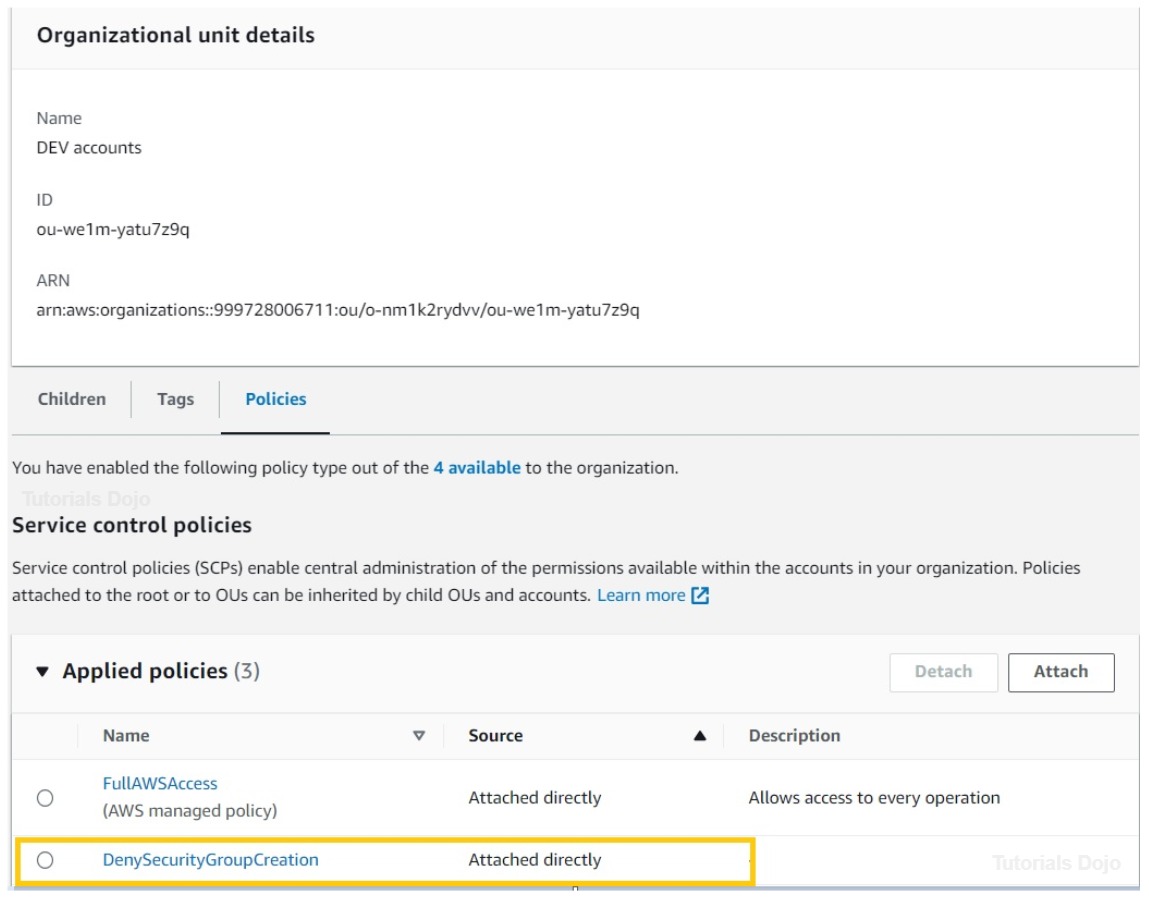 Organizational unit details
Name
DEV accounts
ID
ou-we1m-yatu7z9q
ARN
arn:aws:organizations::999728006711:ou/o-nm1k2rydvv/ou-we1m-yatu7z9q
Children Tags Policies
You have enabled the following policy type out of the 4 available to the organization.
Tutorials Dojo
Service control policies
Service control policies (SCPs) enable central administration of the permissions available within the accounts in your organization. Policies
attached to the root or to OUs can be inherited by child OUs and accounts. Learn more
Applied policies (3) Detach Attach
Name Source Description
FullAWSAccess
(AWS managed policy) Attached directly Allows access to every operation
DenySecurityGroupCreation Attached directly Tutorials Dojo